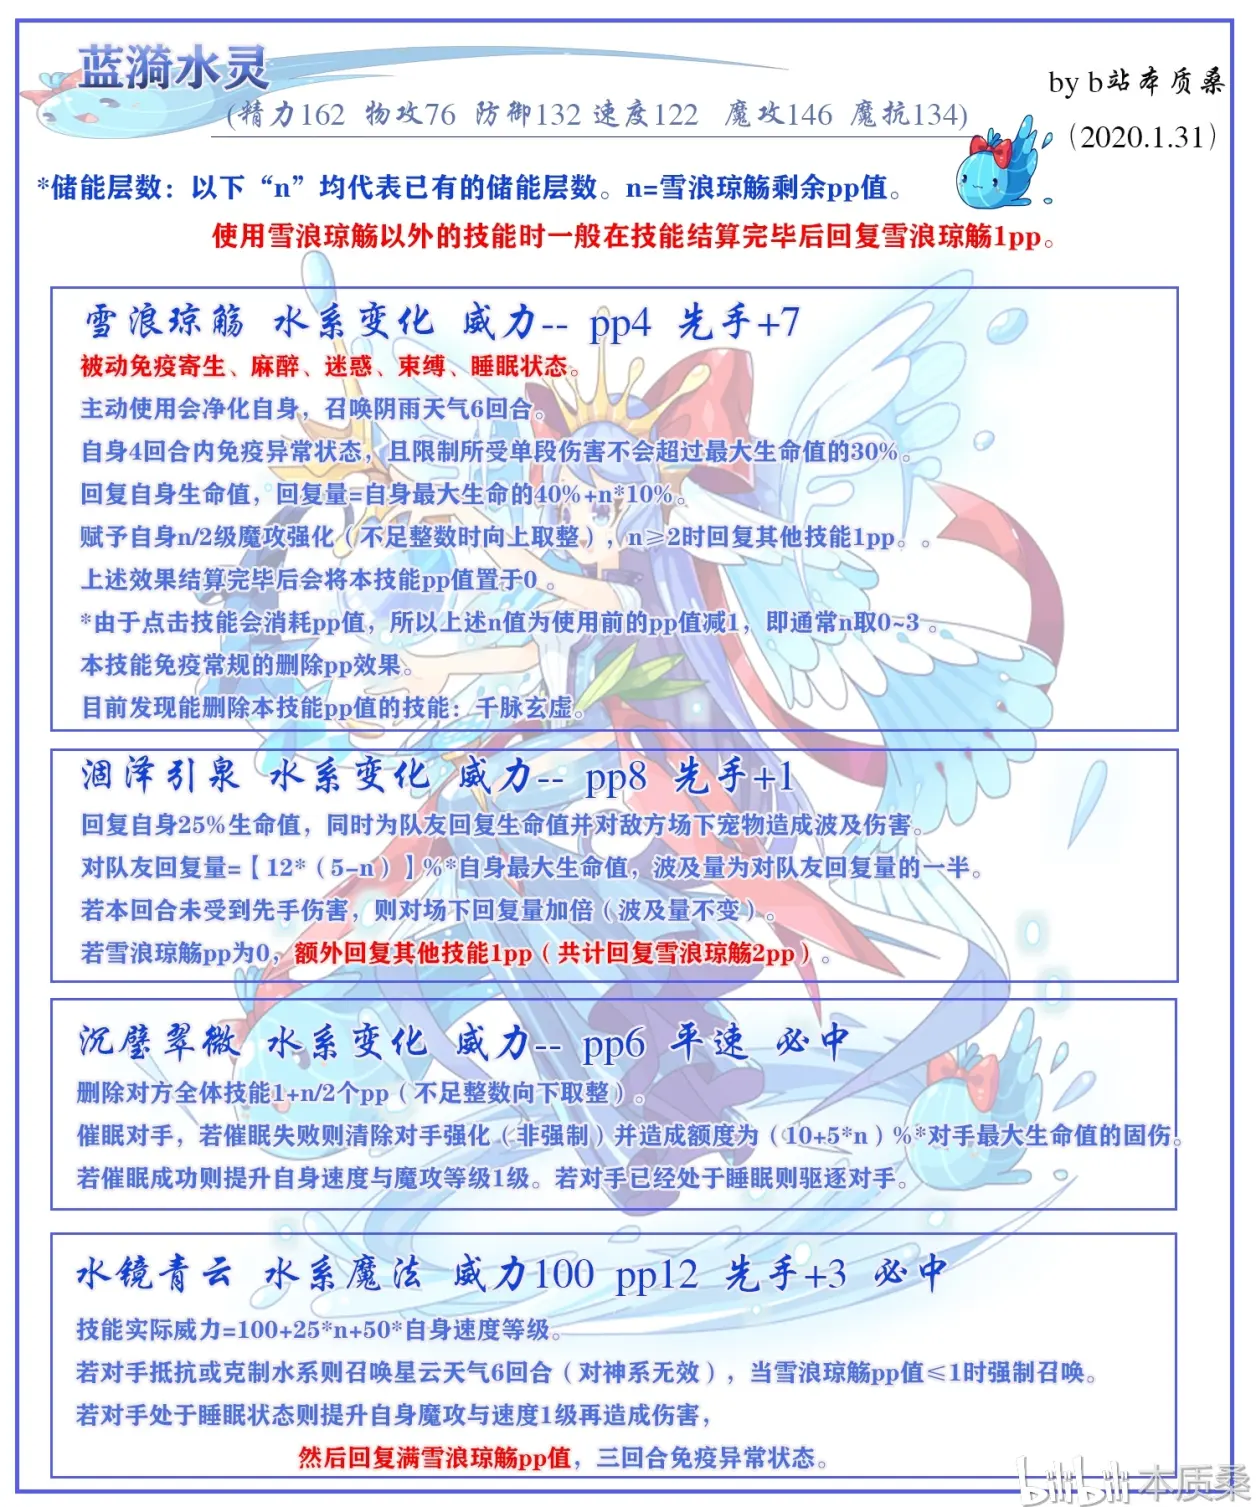 蓝漪水灵
by b站本质桑
(精力162 物攻76 防御132 速度122 魔攻146 魔抗134)
(2020.1.31)
*储能层数：以下“n”均代表已有的储能层数。n=雪浪琼觞剩余pp值。
使用雪浪琼觞以外的技能时一般在技能结算完毕后回复雪浪琼觞1pp。
雪浪琼觞 水系变化 威力-- pp4 先手+7
被动免疫寄生、麻醉、迷惑、束缚、睡眠状态。
主动使用会净化自身，召唤阴雨天气6回合。
自身4回合内免疫异常状态，且限制所受单段伤害不会超过最大生命值的30%。
回复自身生命值，回复量=自身最大生命的40%+n*10%。
赋予自身n/2级魔攻强化（不足整数时向上取整），n≥2时回复其他技能1pp。。
上述效果结算完毕后会将本技能pp值置于0 。
*由于点击技能会消耗pp值，所以上述n值为使用前的pp值减1，即通常n取0~3 。
本技能免疫常规的删除pp效果。
目前发现能删除本技能pp值的技能：千脉玄虚。
涸泽引泉 水系变化 威力-- pp8 先手+1
回复自身25%生命值，同时为队友回复生命值并对敌方场下宠物造成波及伤害。
对队友回复量=【12*（5-n）】%*自身最大生命值，波及量为对队友回复量的一半。
若本回合未受到先手伤害，则对场下回复量加倍（波及量不变）。
若雪浪琼觞pp为0，额外回复其他技能1pp（共计回复雪浪琼觞2pp）。
沉璧翠微 水系变化 威力-- pp6 平速 必中
删除对方全体技能1+n/2个pp（不足整数向下取整）。
催眠对手，若催眠失败则清除对手强化（非强制）并造成额度为（10+5*n）%*对手最大生命值的固伤。
若催眠成功则提升自身速度与魔攻等级1级。若对手已经处于睡眠则驱逐对手。
水镜青云 水系魔法 威力100 pp12 先手+3 必中
技能实际威力=100+25*n+50*自身速度等级。
若对手抵抗或克制水系则召唤星云天气6回合（对神系无效），当雪浪琼觞pp值≤1时强制召唤。
若对手处于睡眠状态则提升自身魔攻与速度1级再造成伤害，
然后回复满雪浪琼觞pp值，三回合免疫异常状态。
bilibili 本质桑